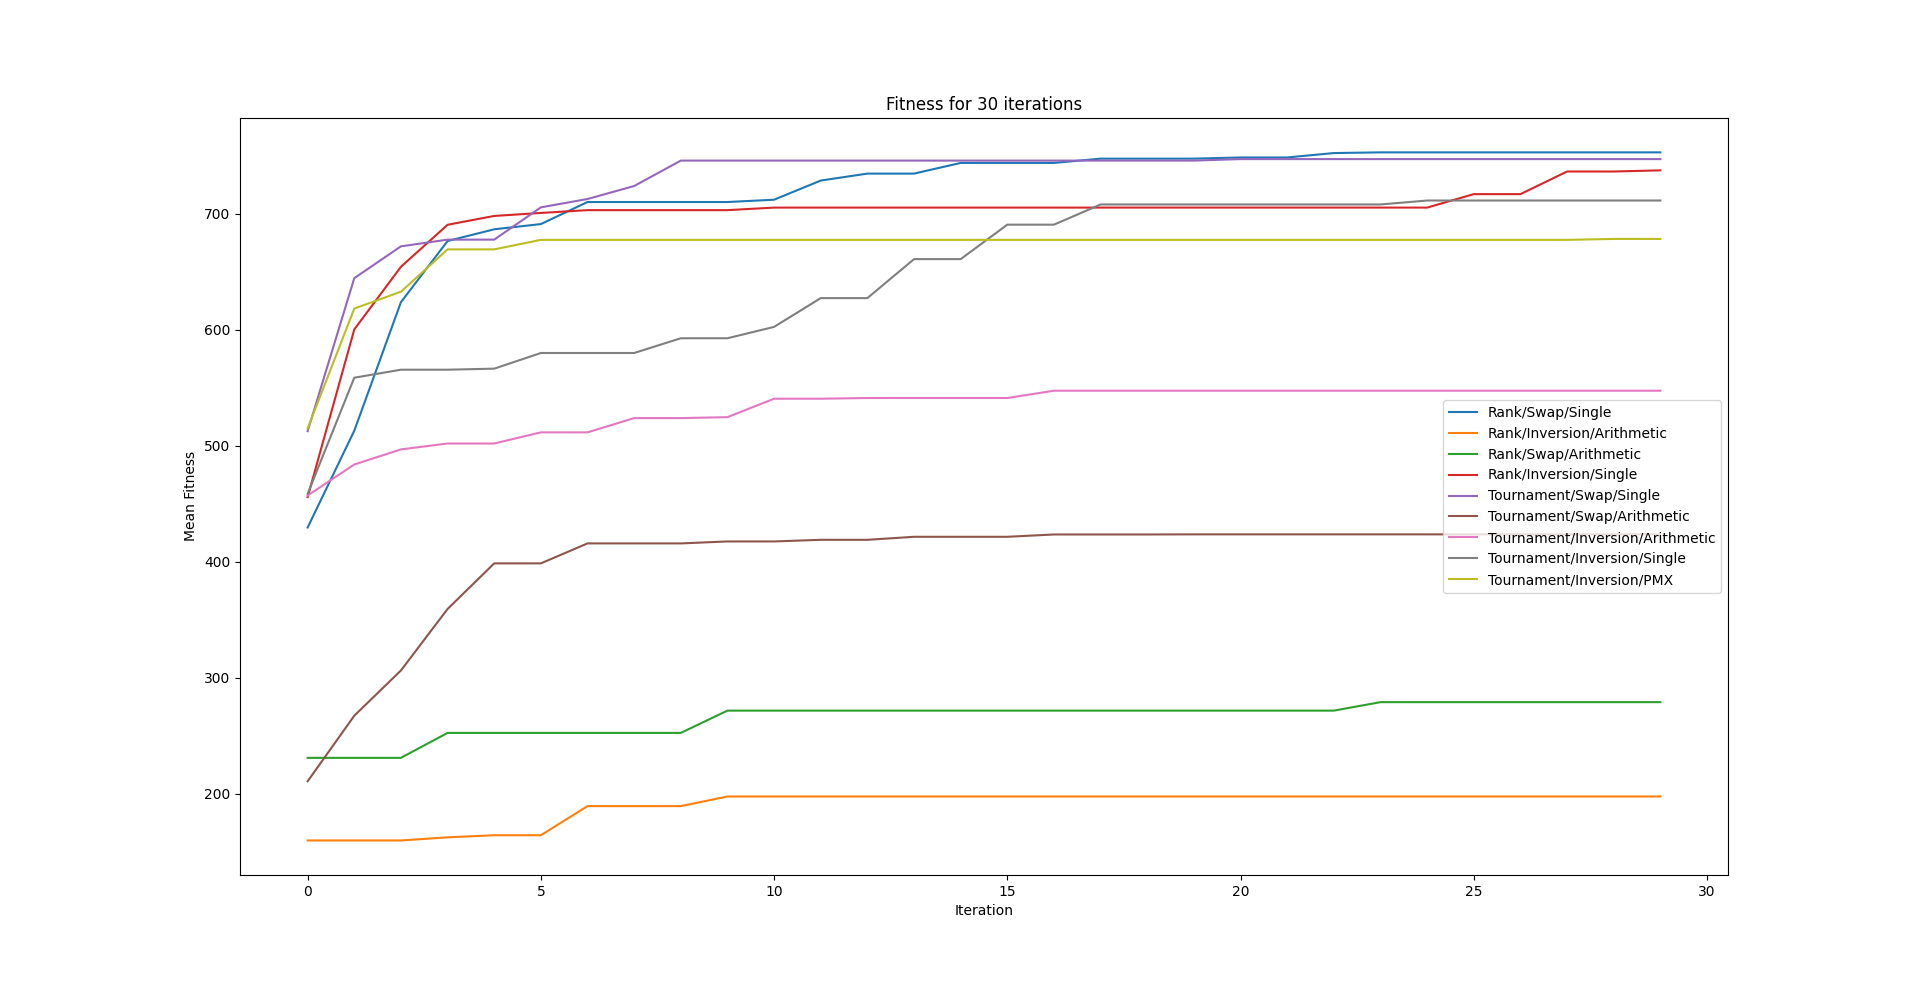 Fitness for 30 iterations
Mean Fitness
700
600
500
400
300
200
0
5
10
15
20
25
30
Iteration
Rank/Swap/Single
Rank/Inversion/Arithmetic
Rank/Swap/Arithmetic
Rank/Inversion/Single
Tournament/Swap/Single
Tournament/Swap/Arithmetic
Tournament/Inversion/Arithmetic
Tournament/Inversion/Single
Tournament/Inversion/PMX